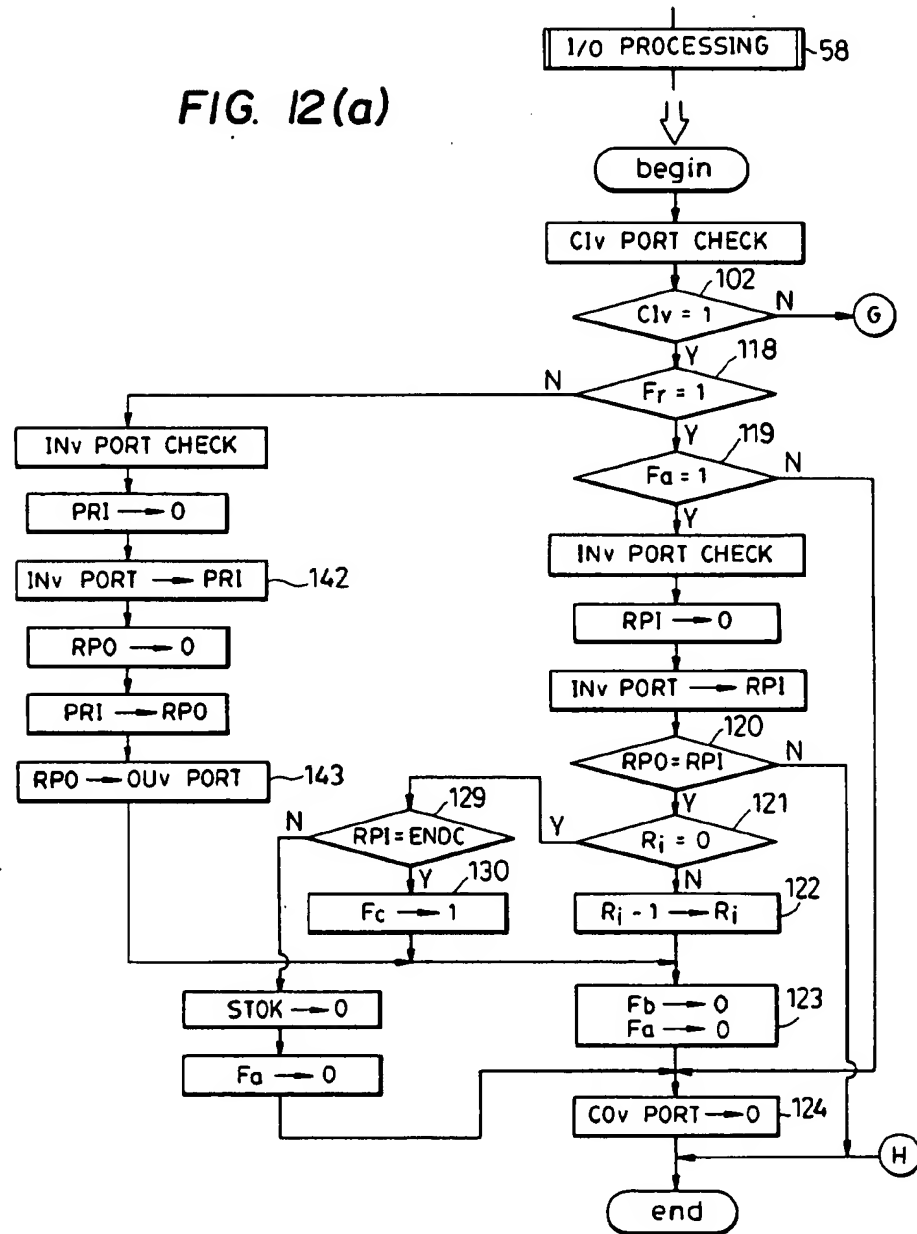 I/O PROCESSING
58
FIG. 12(a)
begin
CIv PORT CHECK
102
CIv = 1
N
G
Y
118
N
Fr = 1
Y
119
Fa = 1
N
Y
INv PORT CHECK
PRI → 0
INv PORT → PRI
142
RPO → 0
PRI → RPO
RPO → OUv PORT
143
INv PORT CHECK
RPI → 0
INv PORT → RPI
120
RPO = RPI
N
Y
121
Ri = 0
Y
N
129
RPI = ENDC
N
Y
130
Fc → 1
Ri - 1 → Ri
122
STOK → 0
Fa → 0
Fb → 0
Fa → 0
123
COv PORT → 0
124
H
end